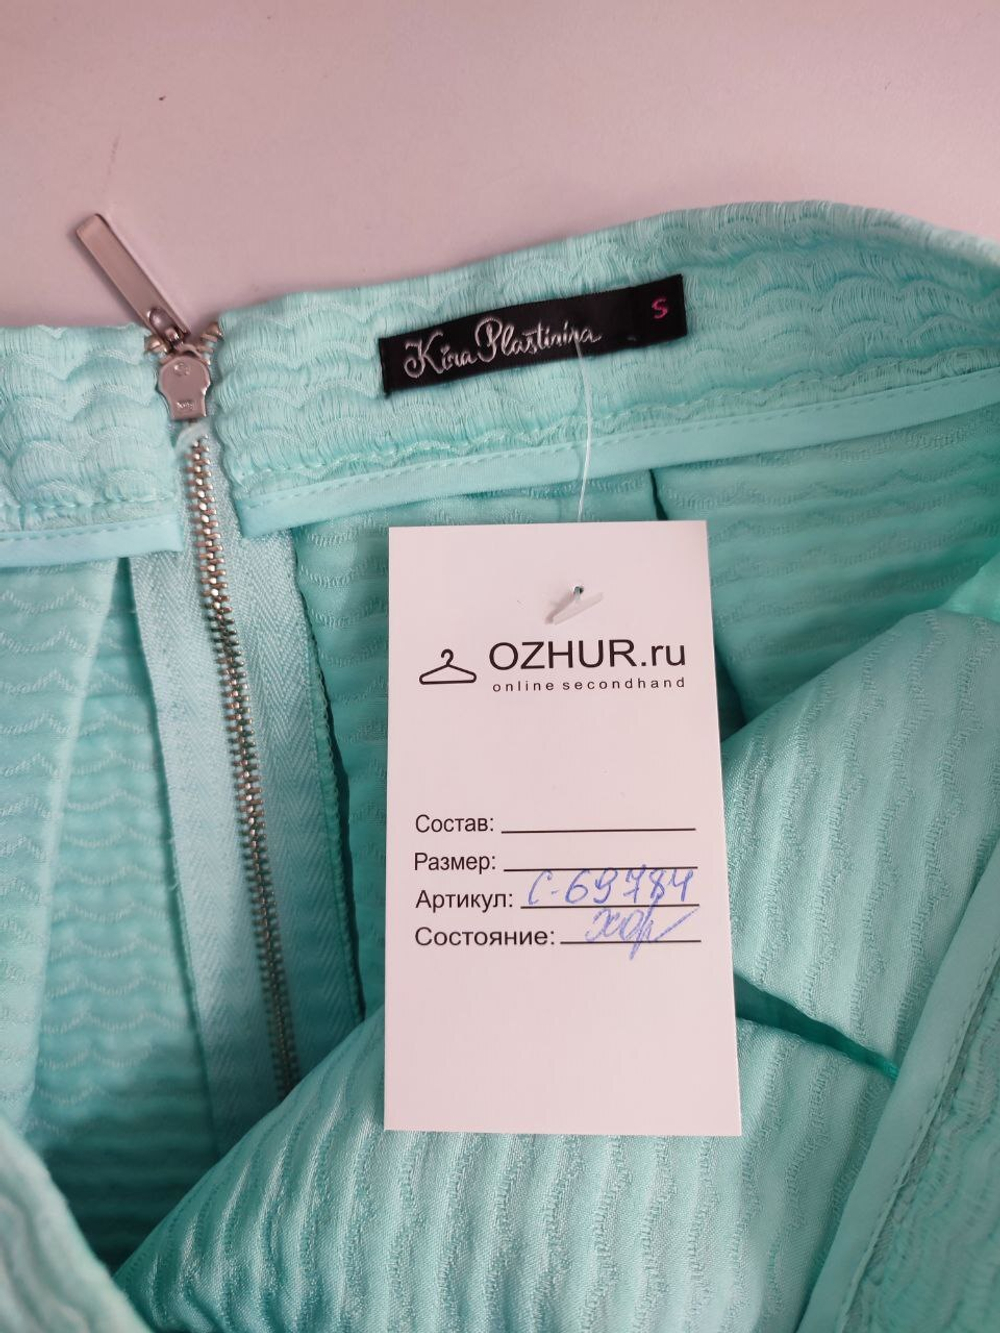 Kira Plastinina S
OZHUR.ru
online secondhand
Состав:
Размер:
Артикул: С-69784
Состояние: хор